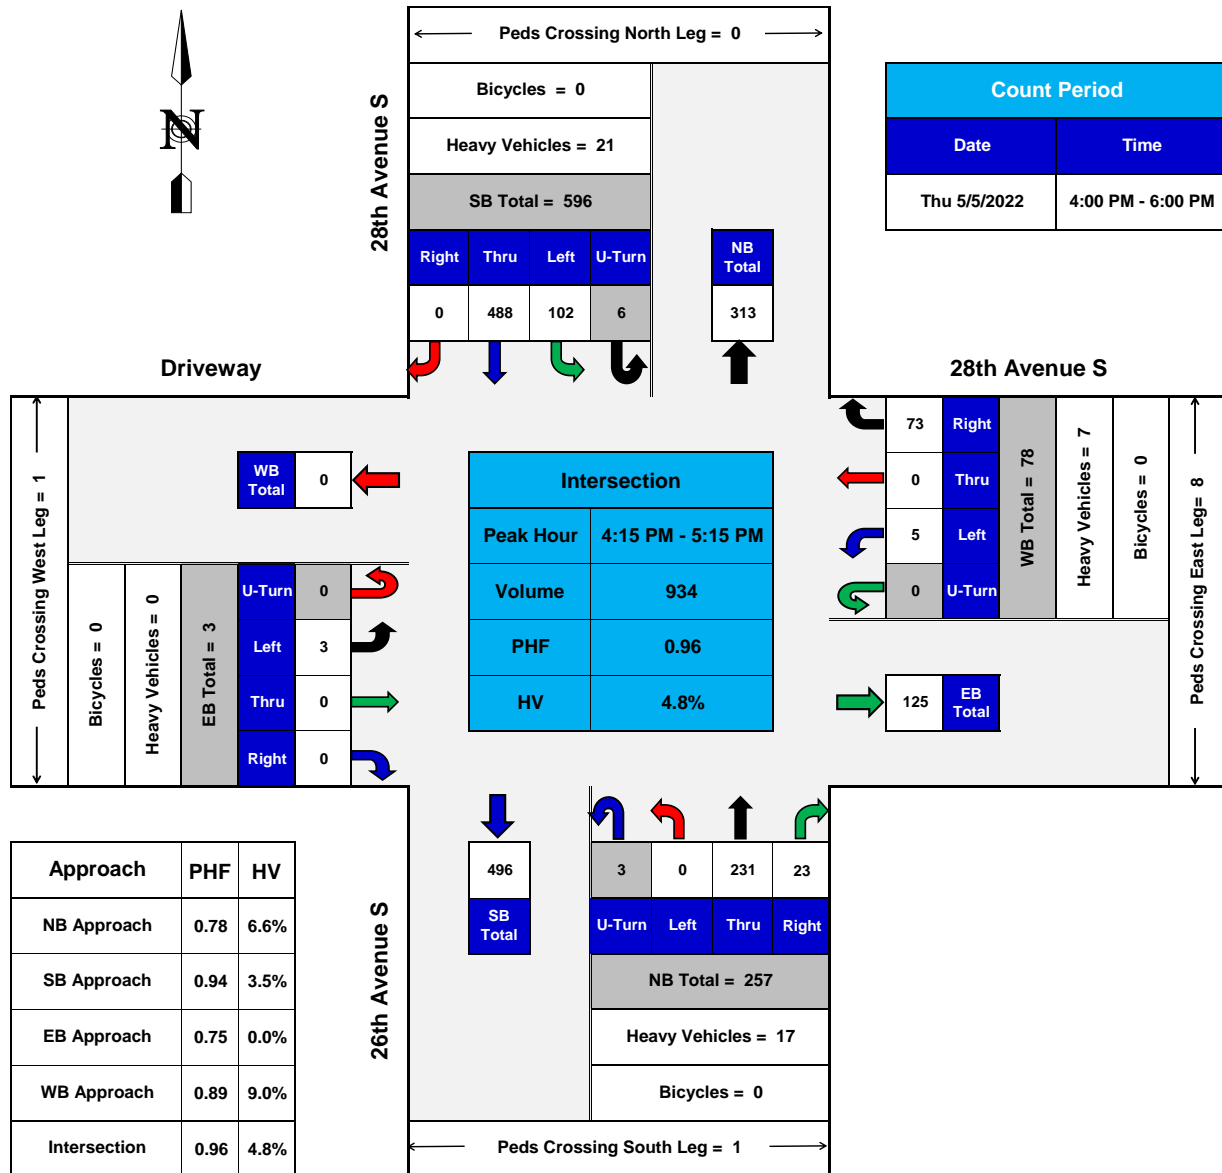 Peds Crossing North Leg = 0
N
28th Avenue S
Bicycles = 0
Heavy Vehicles = 21
SB Total = 596
Right Thru Left U-Turn
0 488 102 6
NB
Total
313
Count Period
Date Time
Thu 5/5/2022 4:00 PM - 6:00 PM
Driveway
28th Avenue S
Peds Crossing West Leg = 1
WB
Total
0
Bicycles = 0
Heavy Vehicles = 0
EB Total = 3
U-Turn 0
Left 3
Thru 0
Right 0
Intersection
Peak Hour 4:15 PM - 5:15 PM
Volume 934
PHF 0.96
HV 4.8%
73 Right
0 Thru
5 Left
0 U-Turn
WB Total = 78
Heavy Vehicles = 7
Bicycles = 0
Peds Crossing East Leg= 8
125
EB
Total
Approach PHF HV
NB Approach 0.78 6.6%
SB Approach 0.94 3.5%
EB Approach 0.75 0.0%
WB Approach 0.89 9.0%
Intersection 0.96 4.8%
26th Avenue S
496
SB
Total
3 0 231 23
U-Turn Left Thru Right
NB Total = 257
Heavy Vehicles = 17
Bicycles = 0
Peds Crossing South Leg = 1